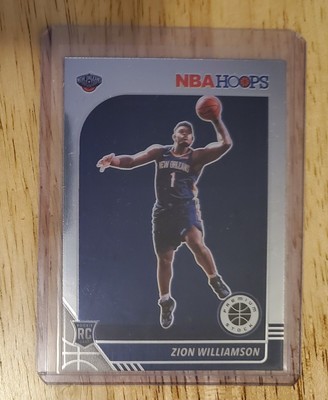 NBA HOOPS
NEW ORLEANS
1
RC
PREMIUM
STOCK
ZION WILLIAMSON